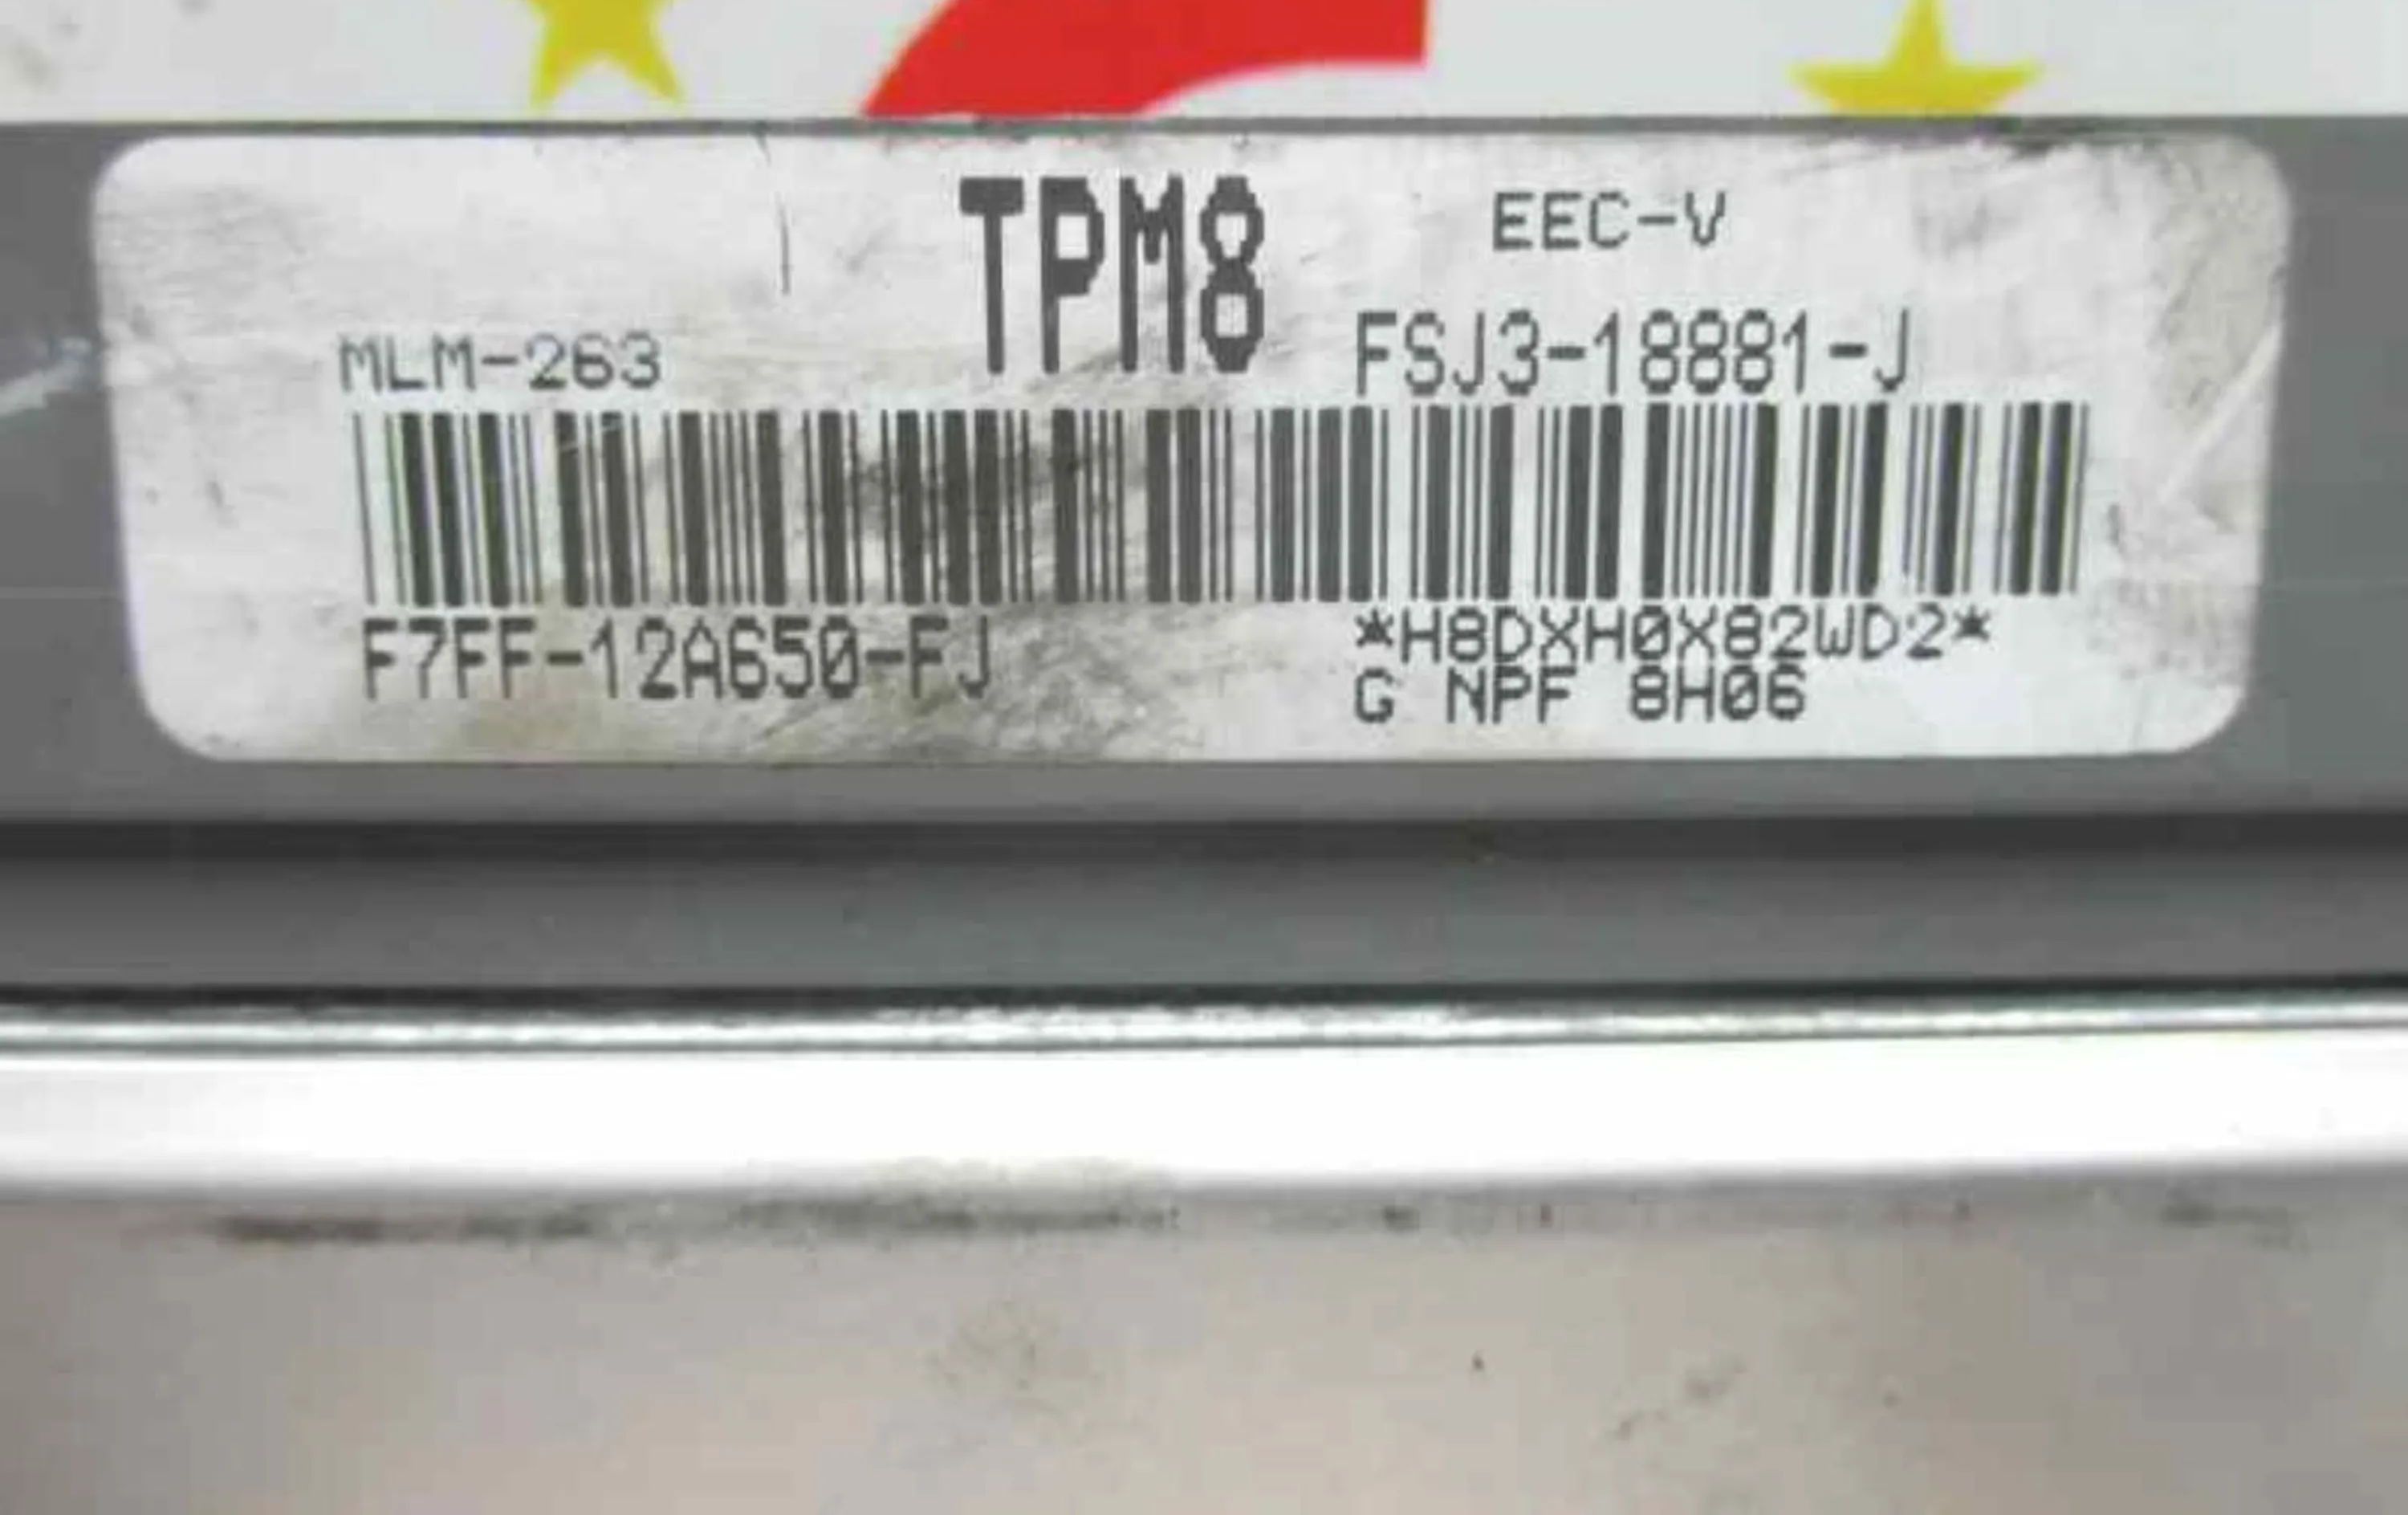 TPM8
EEC-V
MLM-263
FSJ3-18881-J
F7FF-12A650-FJ
*H8DXH0X82WD2*
G NPF 8H06